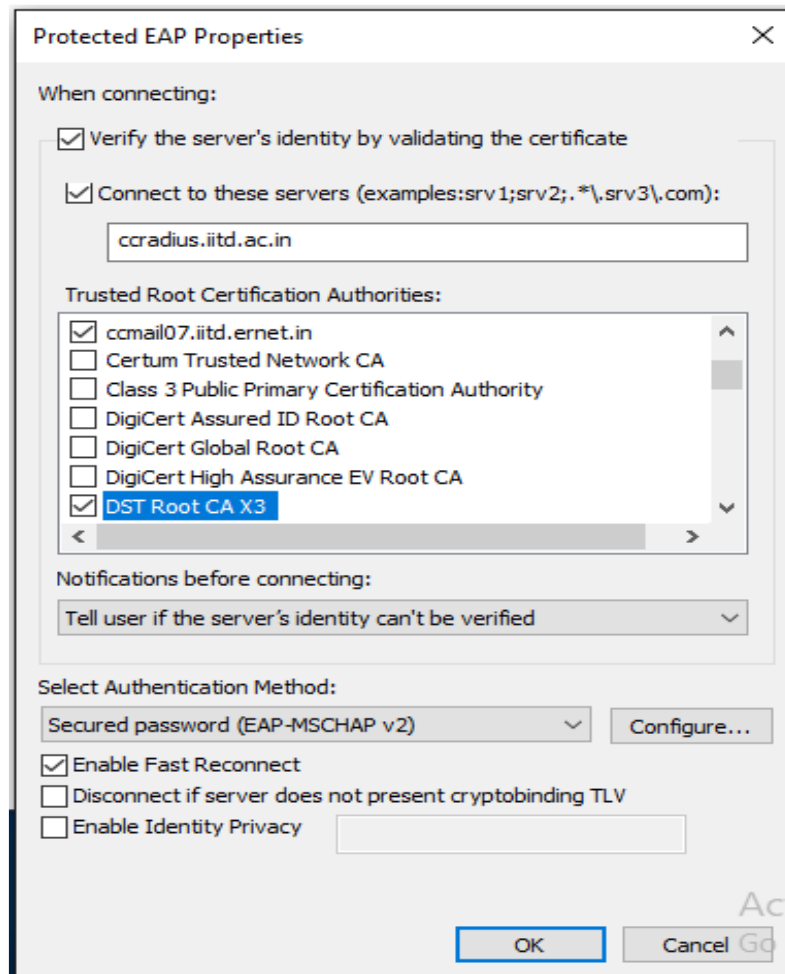 Protected EAP Properties
When connecting:
Verify the server's identity by validating the certificate
Connect to these servers (examples:srv1;srv2;.*\.srv3\.com):
ccradius.iitd.ac.in
Trusted Root Certification Authorities:
ccmail07.iitd.ernet.in
Certum Trusted Network CA
Class 3 Public Primary Certification Authority
DigiCert Assured ID Root CA
DigiCert Global Root CA
DigiCert High Assurance EV Root CA
DST Root CA X3
Notifications before connecting:
Tell user if the server's identity can't be verified
Select Authentication Method:
Secured password (EAP-MSCHAP v2) Configure...
Enable Fast Reconnect
Disconnect if server does not present cryptobinding TLV
Enable Identity Privacy
Ac
OK Cancel Go